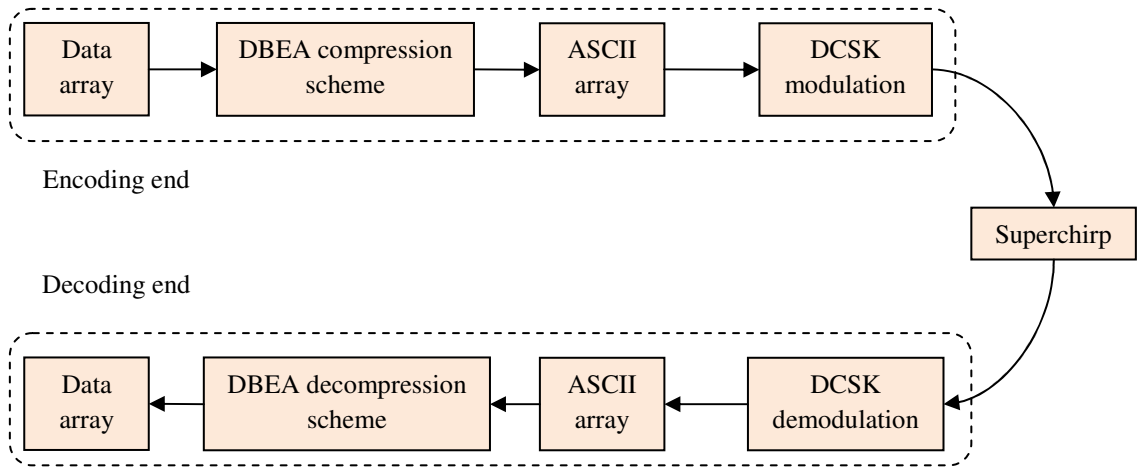 Data
array
DBEA compression
scheme
ASCII
array
DCSK
modulation
Encoding end
Superchirp
Decoding end
Data
array
DBEA decompression
scheme
ASCII
array
DCSK
demodulation